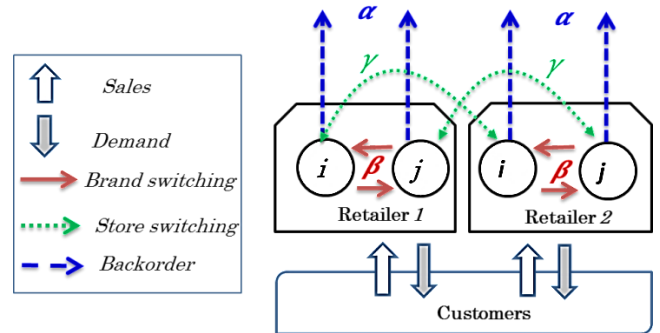 α α
γ γ
Sales
Demand
Brand switching
Store switching
Backorder
i β j i β j
Retailer 1 Retailer 2
Customers